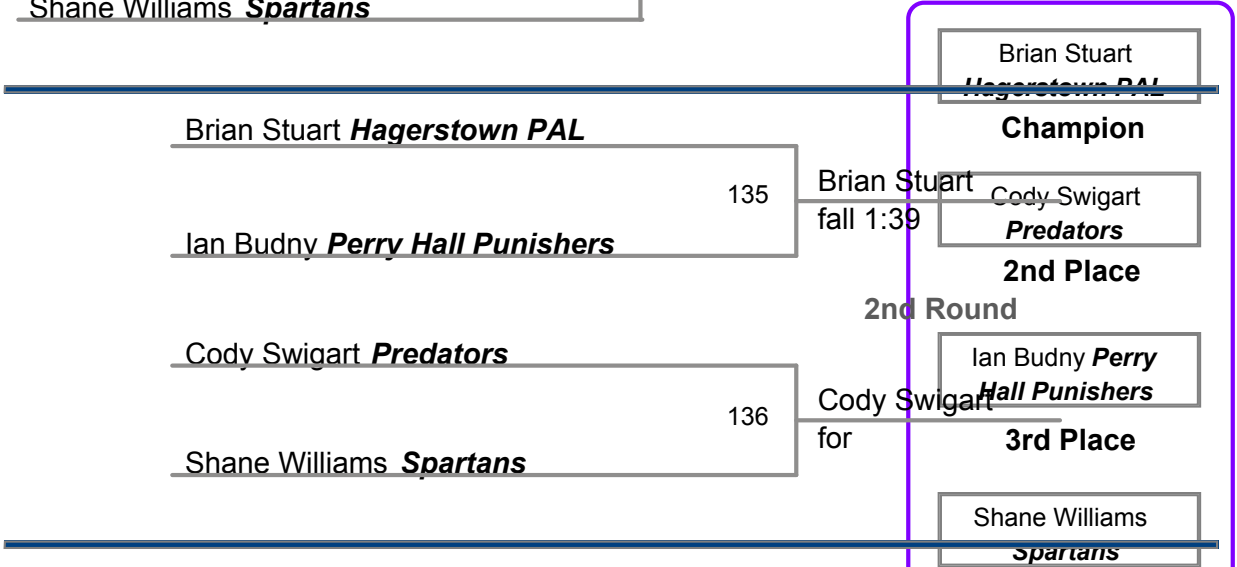 Shane Williams Spartans
Brian Stuart
Hagerstown PAL
Champion
Brian Stuart Hagerstown PAL
135
Brian Stuart
fall 1:39
Ian Budny Perry Hall Punishers
Cody Swigart
Predators
2nd Place
2nd Round
Cody Swigart Predators
136
Cody Swigart
for
Shane Williams Spartans
Ian Budny Perry
Hall Punishers
3rd Place
Shane Williams
Spartans